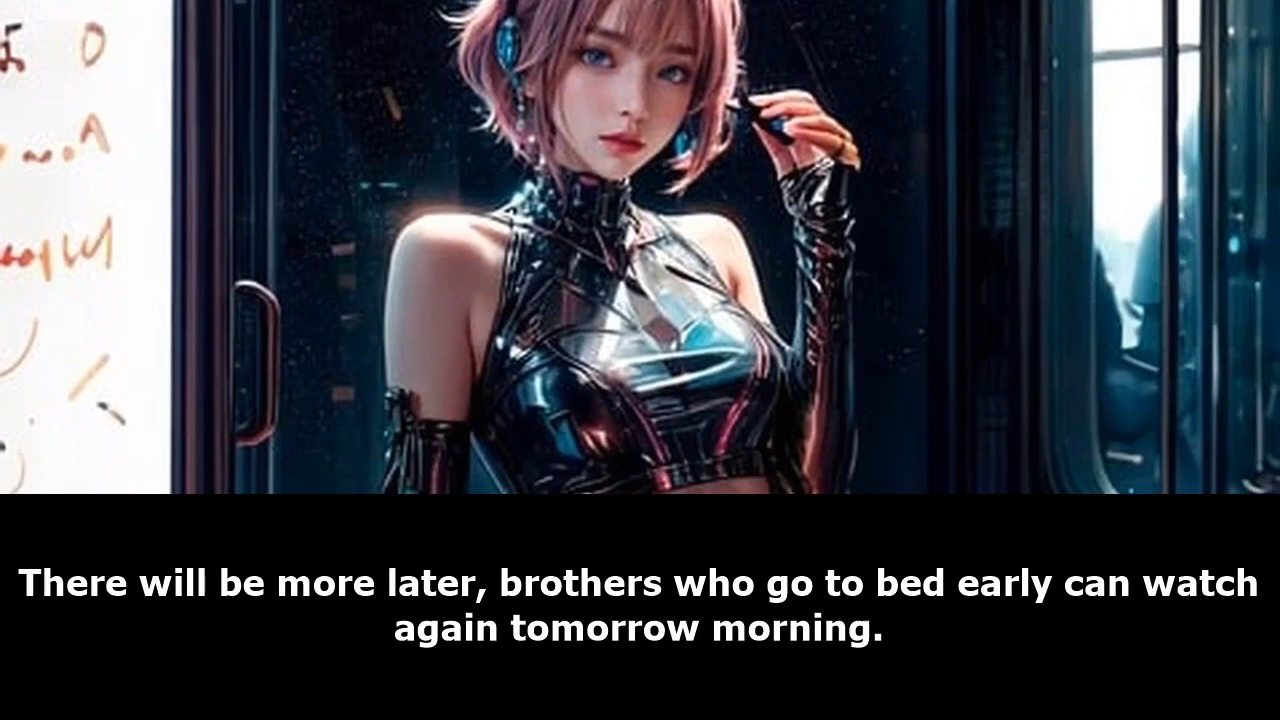 There will be more later, brothers who go to bed early can watch
again tomorrow morning.